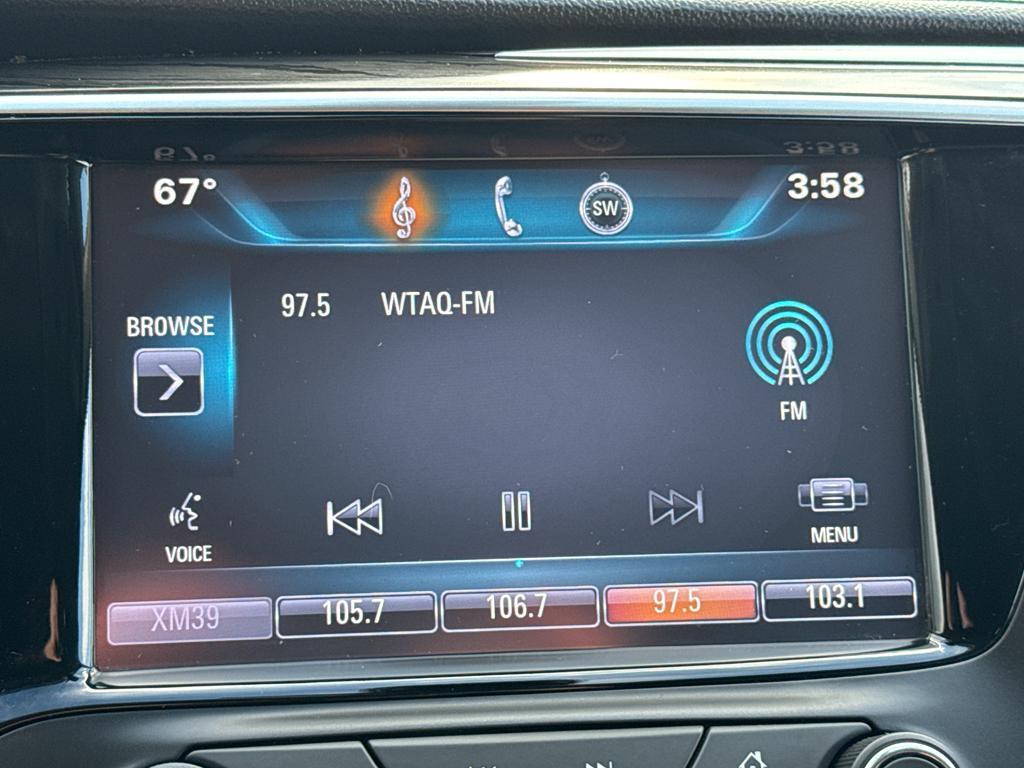 67° 3:58
SW
97.5 WTAQ-FM
BROWSE
FM
VOICE
MENU
XM39 105.7 106.7 97.5 103.1